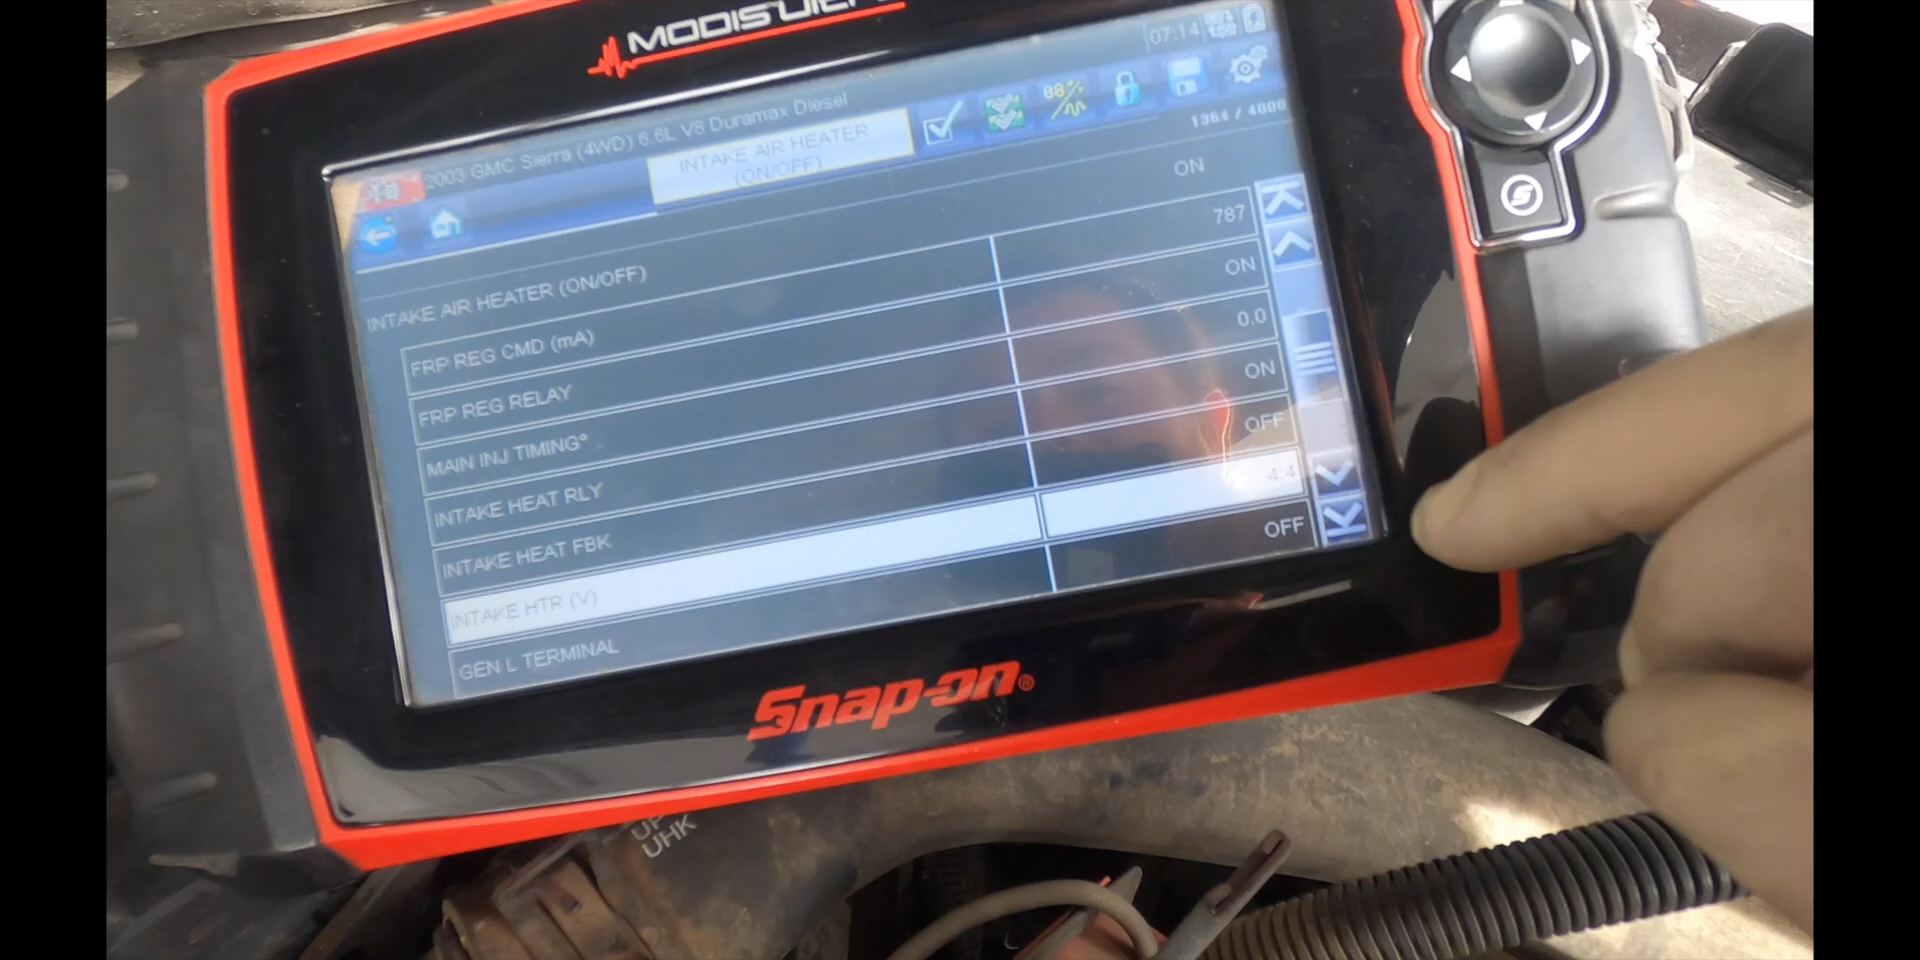 MODIS ULTRA
07:14
2003 GMC Sierra (4WD) 6.6L V8 Duramax Diesel
INTAKE AIR HEATER
(ON/OFF)
1364 / 4000
INTAKE AIR HEATER (ON/OFF) ON
FRP REG CMD (mA) 787
FRP REG RELAY ON
MAIN INJ TIMING° 0.0
INTAKE HEAT RLY ON
INTAKE HEAT FBK OFF
INTAKE HTR (V) 4.4
GEN L TERMINAL OFF
Snap-on®
UHK